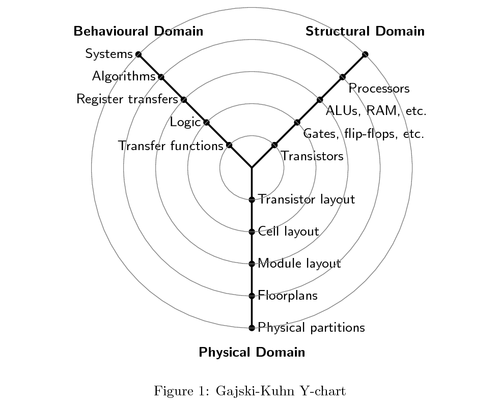 Behavioural Domain
Structural Domain
Systems
Algorithms
Processors
Register transfers
ALUs, RAM, etc.
Logic
Gates, flip-flops, etc.
Transfer functions
Transistors
Transistor layout
Cell layout
Module layout
Floorplans
Physical partitions
Physical Domain
Figure 1: Gajski-Kuhn Y-chart